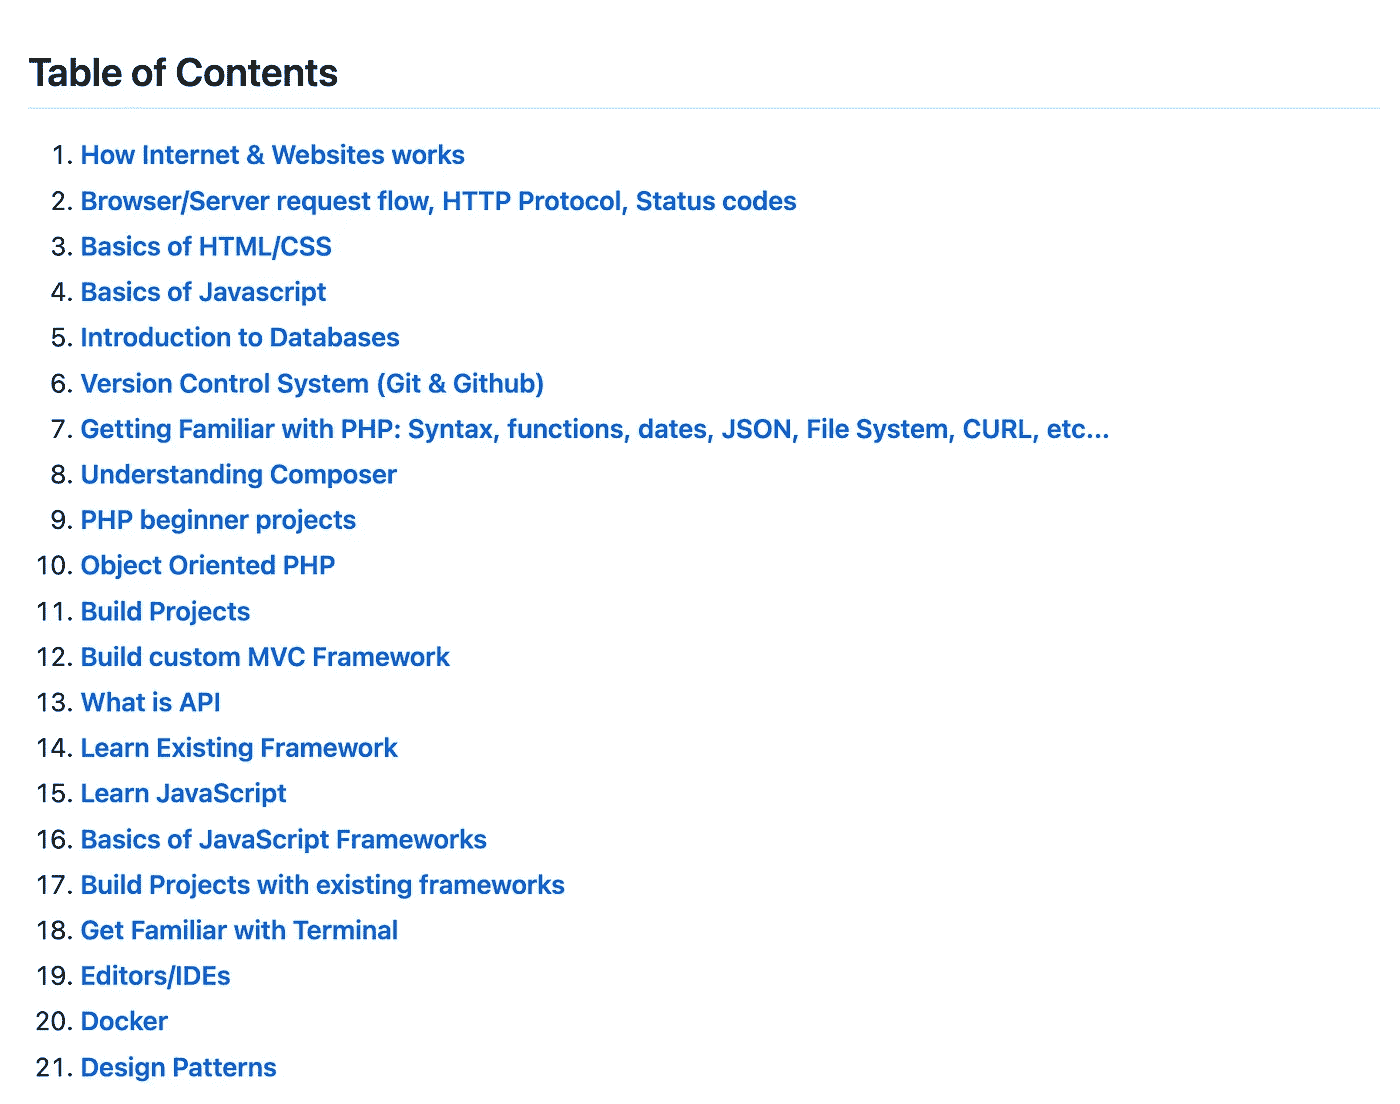 Table of Contents
1. How Internet & Websites works
2. Browser/Server request flow, HTTP Protocol, Status codes
3. Basics of HTML/CSS
4. Basics of Javascript
5. Introduction to Databases
6. Version Control System (Git & Github)
7. Getting Familiar with PHP: Syntax, functions, dates, JSON, File System, CURL, etc...
8. Understanding Composer
9. PHP beginner projects
10. Object Oriented PHP
11. Build Projects
12. Build custom MVC Framework
13. What is API
14. Learn Existing Framework
15. Learn JavaScript
16. Basics of JavaScript Frameworks
17. Build Projects with existing frameworks
18. Get Familiar with Terminal
19. Editors/IDEs
20. Docker
21. Design Patterns